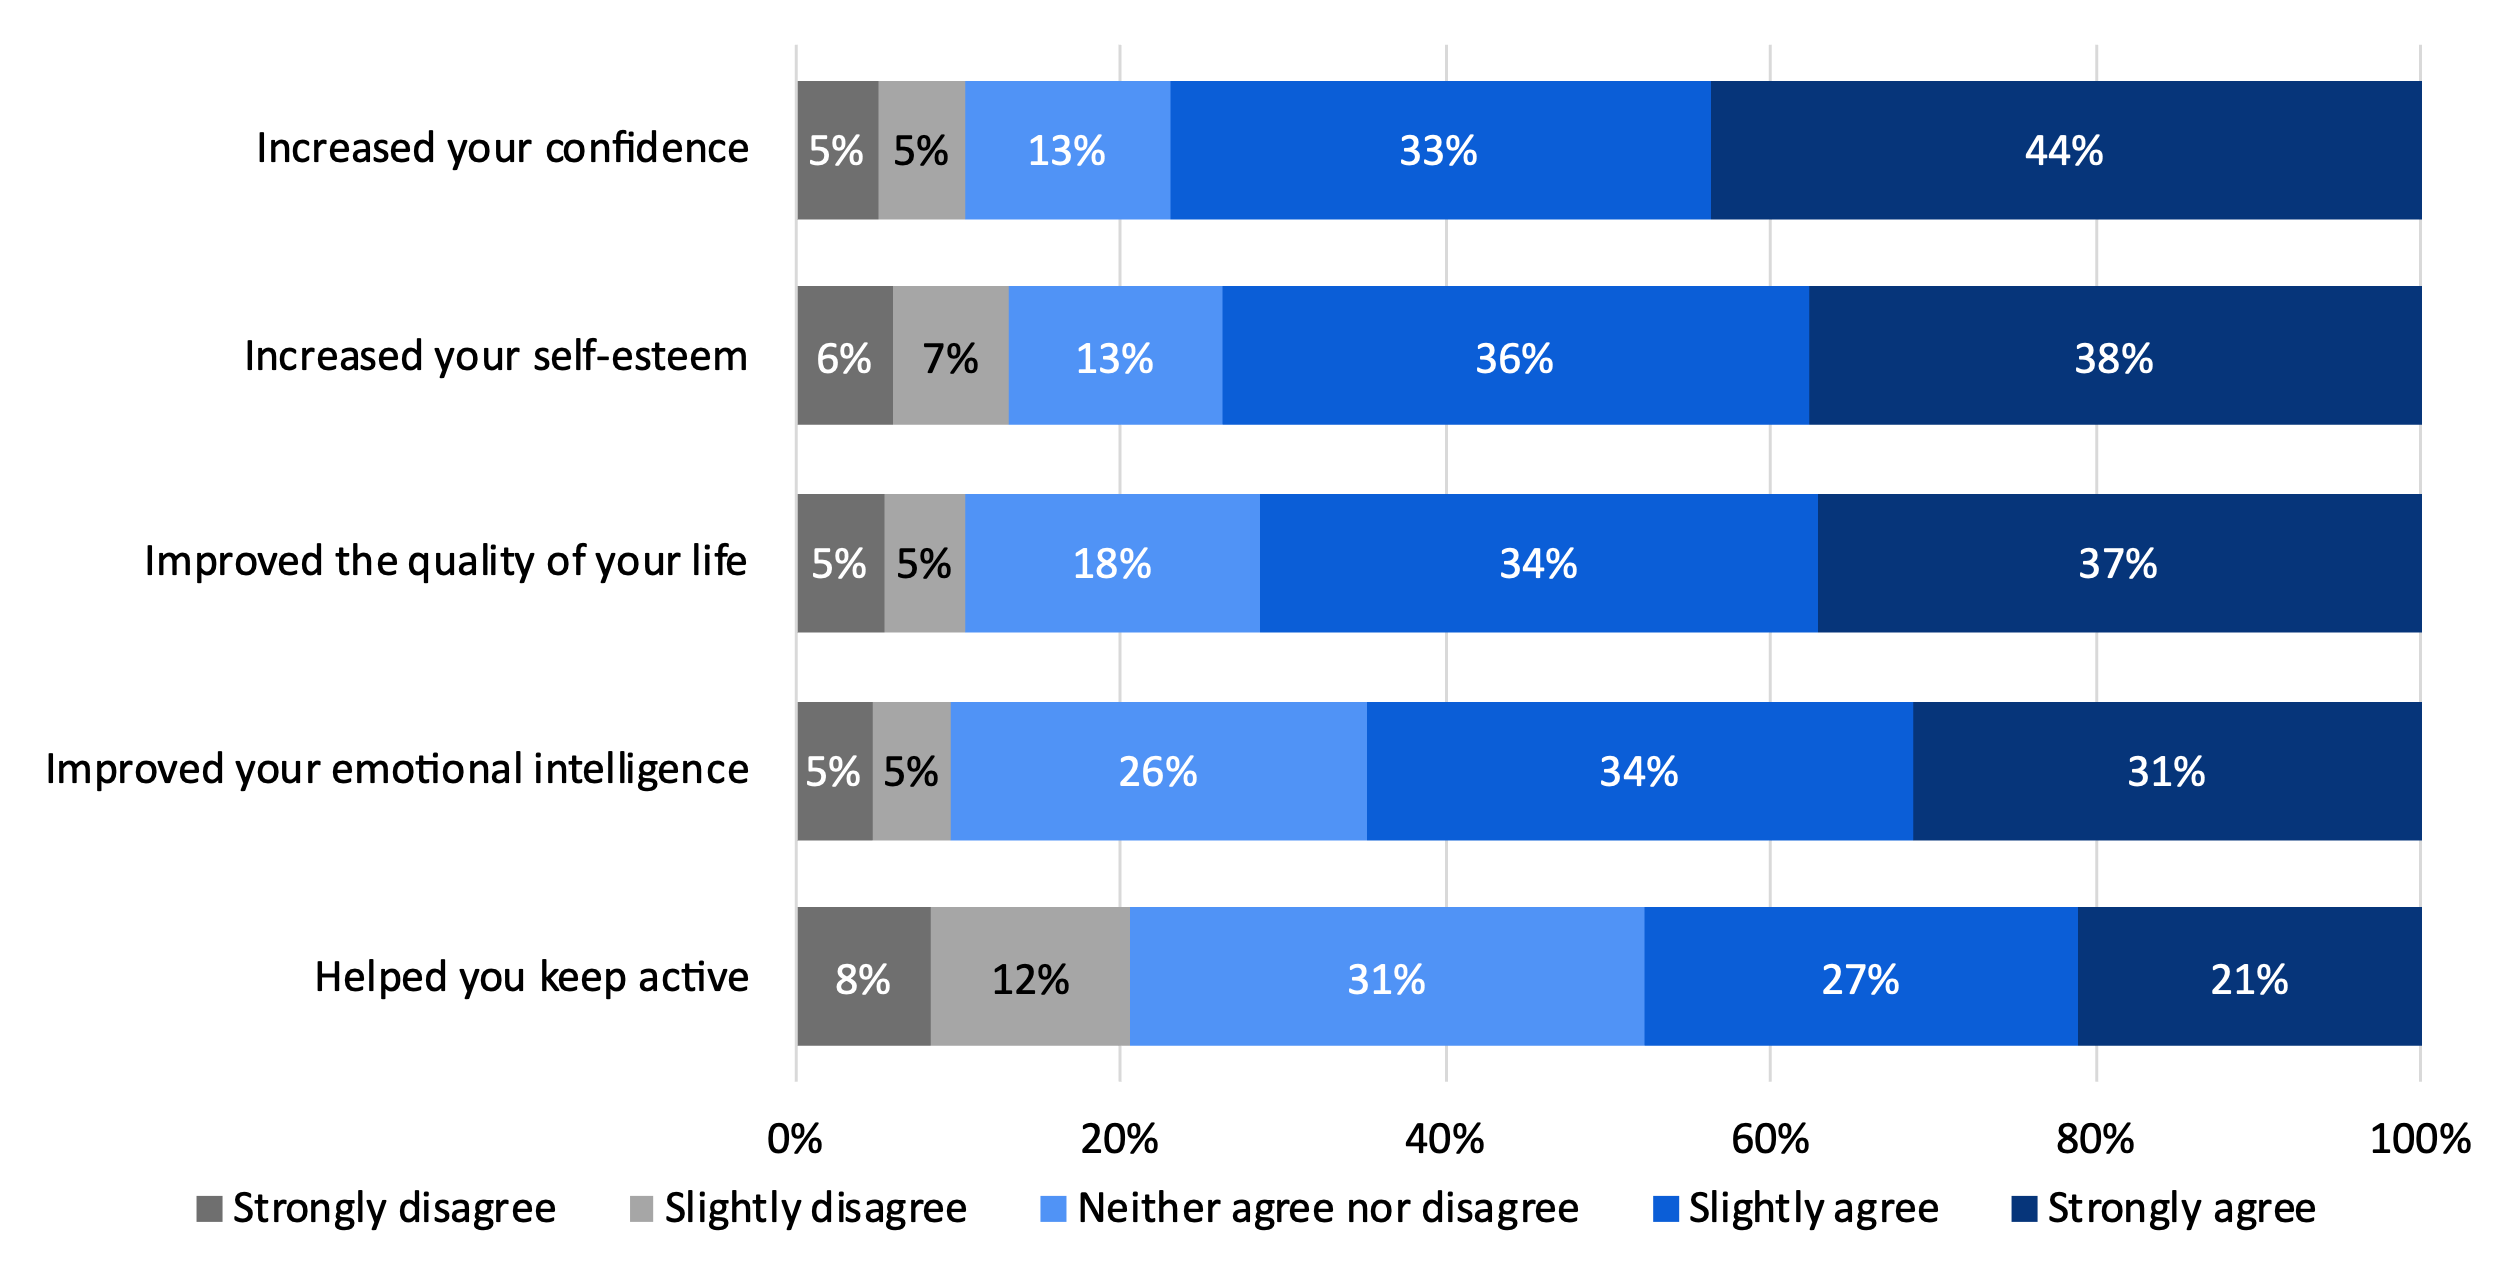 Increased your confidence 5% 5% 13% 33% 44%
Increased your self-esteem 6% 7% 13% 36% 38%
Improved the quality of your life 5% 5% 18% 34% 37%
Improved your emotional intelligence 5% 5% 26% 34% 31%
Helped you keep active 8% 12% 31% 27% 21%
0% 20% 40% 60% 80% 100%
Strongly disagree Slightly disagree Neither agree nor disagree Slightly agree Strongly agree